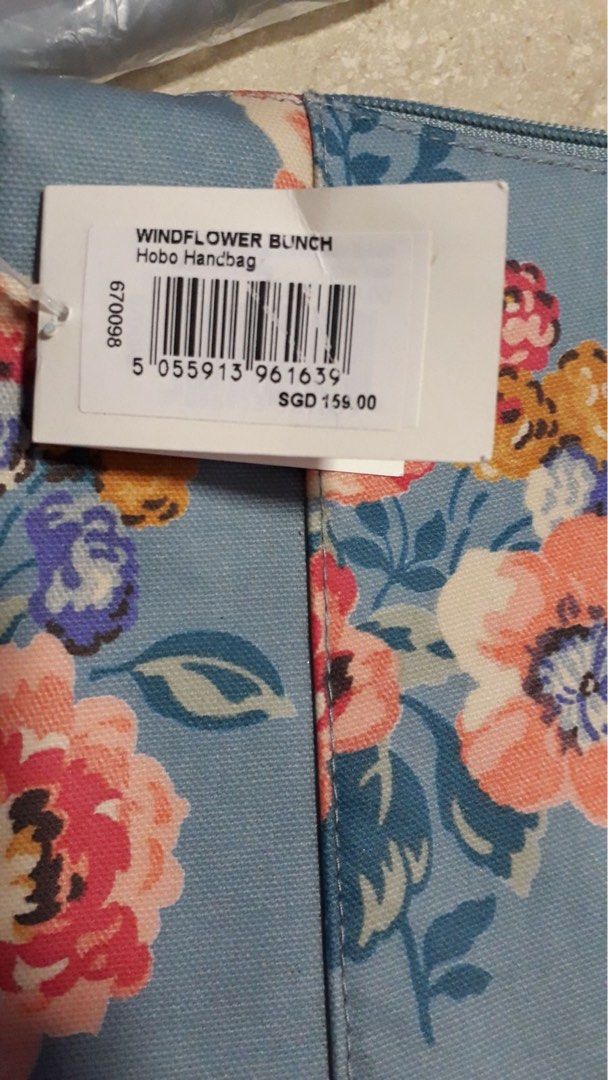 WINDFLOWER BUNCH
Hobo Handbag
670098
5 055913 961639
SGD 159.00